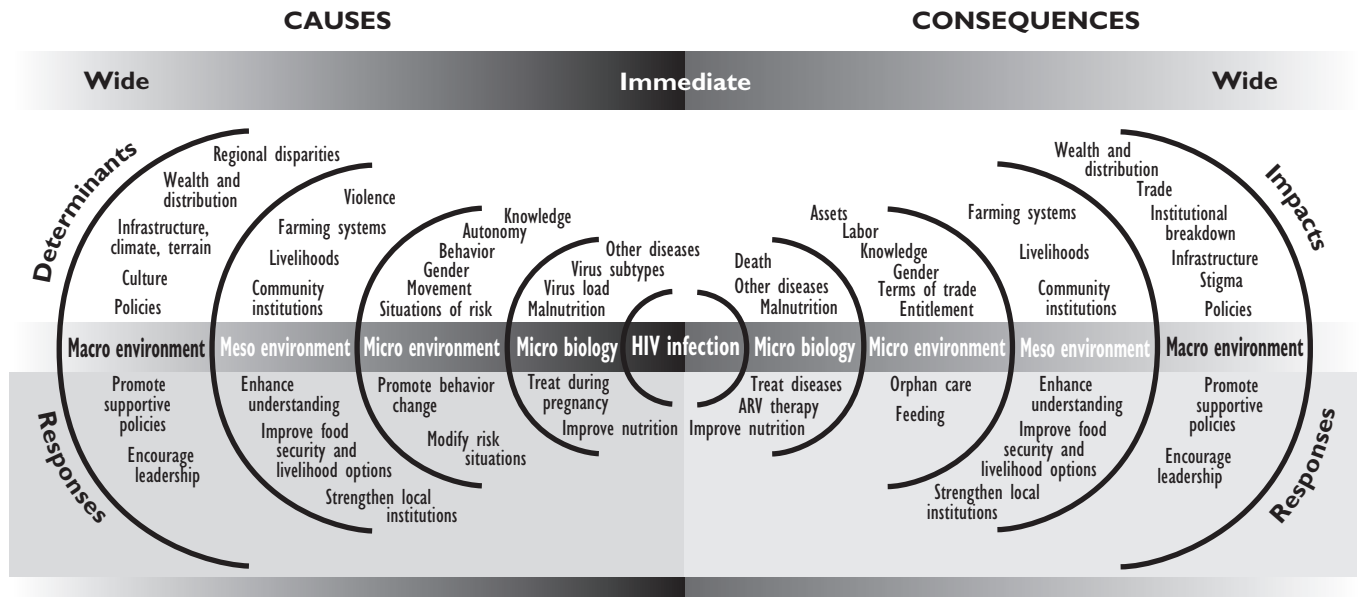 CAUSES
CONSEQUENCES
Wide
Immediate
Wide
Determinants
Regional disparities
Wealth and
distribution
Infrastructure,
climate, terrain
Culture
Policies
Violence
Farming systems
Livelihoods
Community
institutions
Knowledge
Autonomy
Behavior
Gender
Movement
Situations of risk
Other diseases
Virus subtypes
Virus load
Malnutrition
Death
Other diseases
Malnutrition
Assets
Labor
Knowledge
Gender
Terms of trade
Entitlement
Farming systems
Livelihoods
Community
institutions
Wealth and
distribution
Trade
Institutional
breakdown
Infrastructure
Stigma
Policies
Impacts
Macro environment
Meso environment
Micro environment
Micro biology
HIV infection
Micro biology
Micro environment
Meso environment
Macro environment
Responses
Promote
supportive
policies
Encourage
leadership
Enhance
understanding
Improve food
security and
livelihood options
Strengthen local
institutions
Promote behavior
change
Modify risk
situations
Treat during
pregnancy
Improve nutrition
Treat diseases
ARV therapy
Improve nutrition
Orphan care
Feeding
Enhance
understanding
Improve food
security and
livelihood options
Strengthen local
institutions
Promote
supportive
policies
Encourage
leadership
Responses